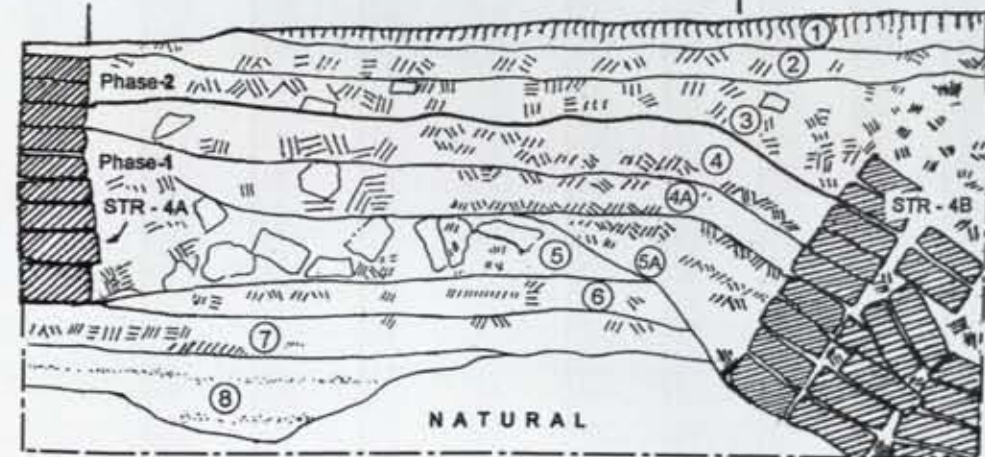 1
2
Phase-2
3
4
Phase-1
4A
STR - 4A
STR - 4B
5
5A
6
7
8
NATURAL